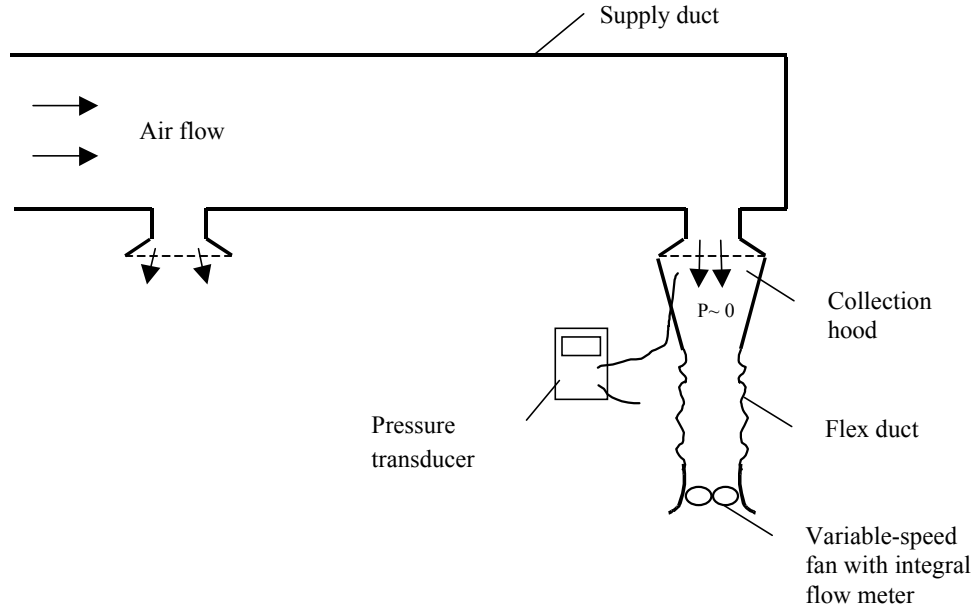 Supply duct
Air flow
P~ 0
Collection
hood
Pressure
transducer
Flex duct
Variable-speed
fan with integral
flow meter